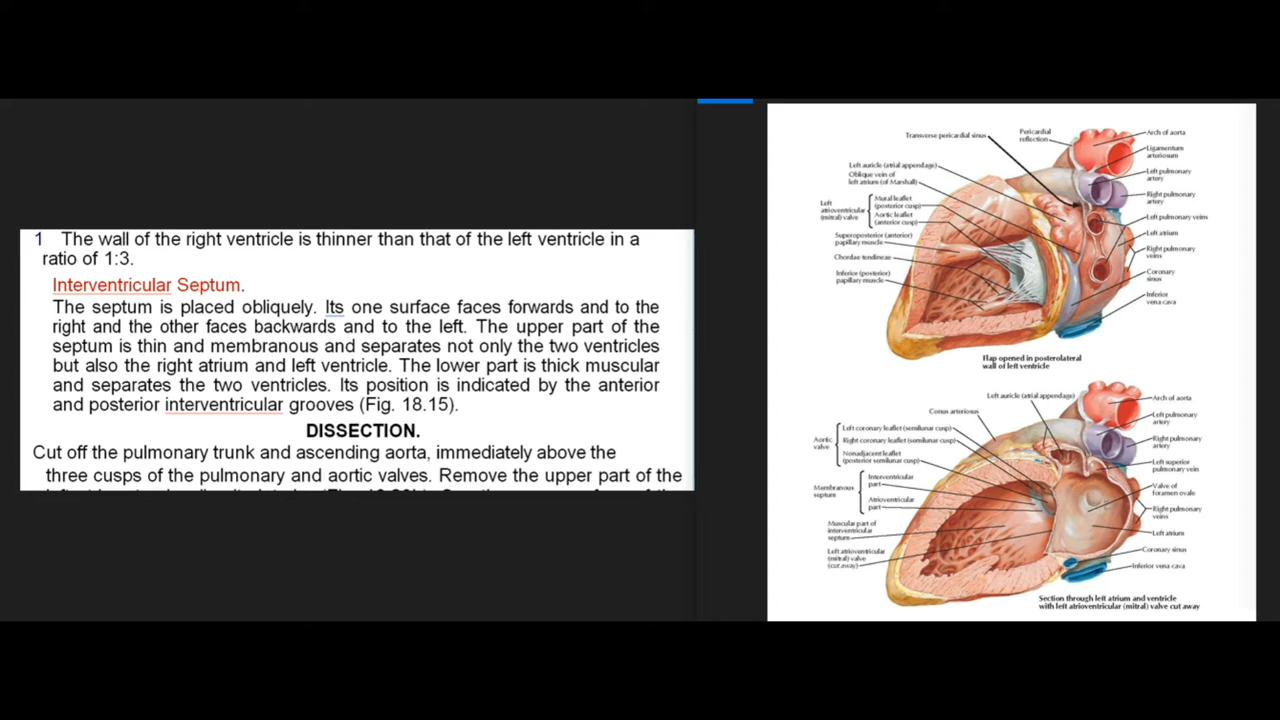 1 The wall of the right ventricle is thinner than that of the left ventricle in a
ratio of 1:3.
Interventricular Septum.
The septum is placed obliquely. Its one surface faces forwards and to the
right and the other faces backwards and to the left. The upper part of the
septum is thin and membranous and separates not only the two ventricles
but also the right atrium and left ventricle. The lower part is thick muscular
and separates the two ventricles. Its position is indicated by the anterior
and posterior interventricular grooves (Fig. 18.15).
DISSECTION.
Cut off the pulmonary trunk and ascending aorta, immediately above the
three cusps of the pulmonary and aortic valves. Remove the upper part of the
Transverse pericardial sinus
Pericardial
reflection
Arch of aorta
Ligamentum
arteriosum
Left pulmonary
artery
Right pulmonary
artery
Left pulmonary veins
Left atrium
Right pulmonary
veins
Coronary
sinus
Inferior
vena cava
Left auricle (atrial appendage)
Oblique vein of
left atrium (of Marshall)
Left
atrioventricular
(mitral) valve
Mural leaflet
(posterior cusp)
Aortic leaflet
(anterior cusp)
Superoposterior (anterior)
papillary muscle
Chordae tendineae
Inferior (posterior)
papillary muscle
Flap opened in posterolateral
wall of left ventricle
Left auricle (atrial appendage)
Conus arteriosus
Aortic
valve
Left coronary leaflet (semilunar cusp)
Right coronary leaflet (semilunar cusp)
Nonadjacent leaflet
(posterior semilunar cusp)
Membranous
septum
Interventricular
part
Atrioventricular
part
Muscular part of
interventricular
septum
Left atrioventricular
(mitral) valve
(cut away)
Arch of aorta
Left pulmonary
artery
Right pulmonary
artery
Left superior
pulmonary vein
Valve of
foramen ovale
Right pulmonary
veins
Left atrium
Coronary sinus
Inferior vena cava
Section through left atrium and ventricle
with left atrioventricular (mitral) valve cut away